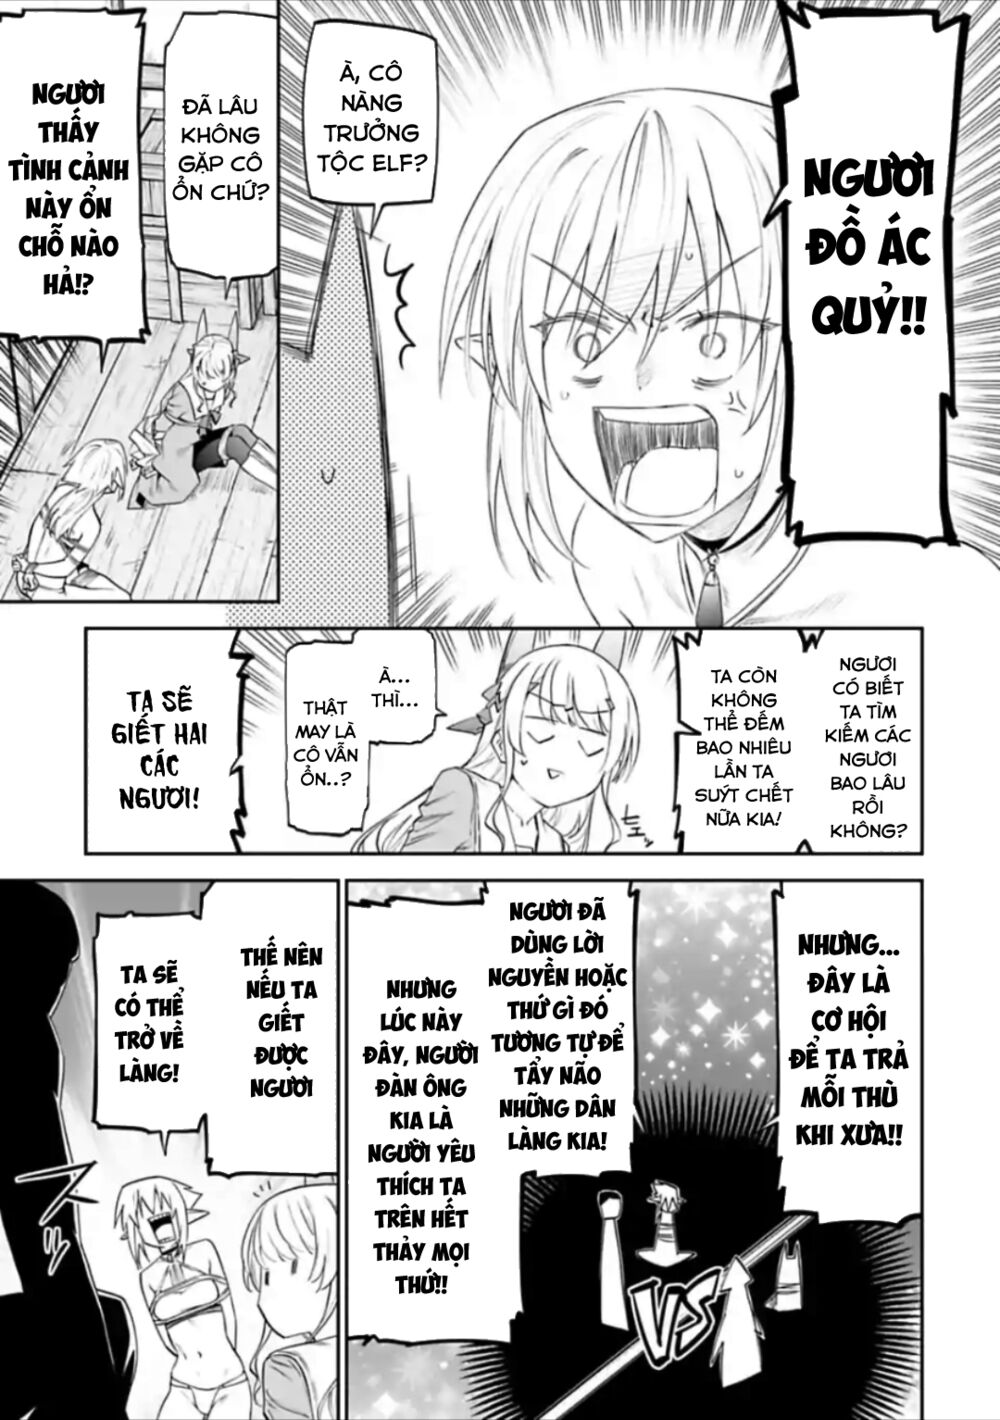 NGƯƠI
ĐỒ ÁC
QUỶ!!
À, CÔ
NÀNG
TRƯỞNG
TỘC ELF?
ĐÃ LÂU
KHÔNG
GẶP CÔ
ỔN CHỨ?
NGƯƠI
THẤY
TÌNH CẢNH
NÀY ỔN
CHỖ NÀO
HẢ!?
NGƯƠI
CÓ BIẾT
TA TÌM
KIẾM CÁC
NGƯƠI
BAO LÂU
RỒI
KHÔNG?
TA CÒN
KHÔNG
THỂ ĐẾM
BAO NHIÊU
LẦN TA
SUÝT CHẾT
NỮA KIA!
À...
THÌ...
THẬT
MAY LÀ
CÔ VẪN
ỔN..?
TA SẼ
GIẾT HAI
CÁC
NGƯƠI!
NHƯNG...
ĐÂY LÀ
CƠ HỘI
ĐỂ TA TRẢ
MỖI THÙ
KHI XƯA!!
NGƯƠI ĐÃ
DÙNG LỜI
NGUYỀN HOẶC
THỨ GÌ ĐÓ
TƯƠNG TỰ ĐỂ
TẨY NÃO
NHỮNG DÂN
LÀNG KIA!
NHƯNG
LÚC NÀY
ĐÂY, NGƯỜI
ĐÀN ÔNG
KIA LÀ
NGƯỜI YÊU
THÍCH TA
TRÊN HẾT
THẢY MỌI
THỨ!!
VS
THẾ NÊN
NẾU TA
GIẾT
ĐƯỢC
NGƯƠI
TA SẼ
CÓ THỂ
TRỞ VỀ
LÀNG!